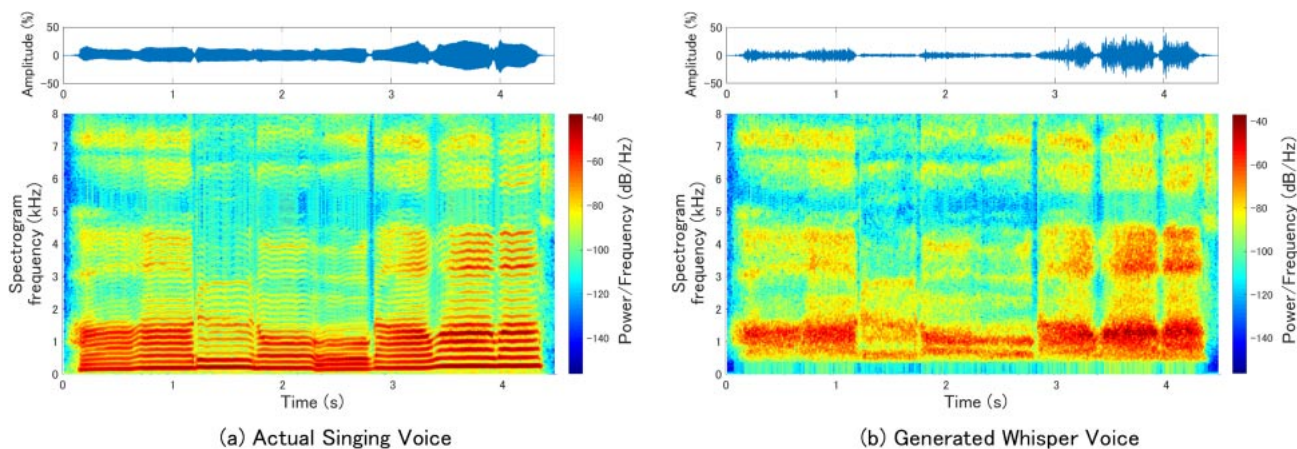 Amplitude (%)
50
0
-50
0 1 2 3 4
Spectrogram
frequency (kHz)
8
7
6
5
4
3
2
1
0
0 1 2 3 4
Time (s)
-40
-60
-80
-100
-120
-140
Power/Frequency (dB/Hz)
(a) Actual Singing Voice
Amplitude (%)
50
0
-50
0 1 2 3 4
Spectrogram
frequency (kHz)
8
7
6
5
4
3
2
1
0
0 1 2 3 4
Time (s)
-40
-60
-80
-100
-120
-140
Power/Frequency (dB/Hz)
(b) Generated Whisper Voice